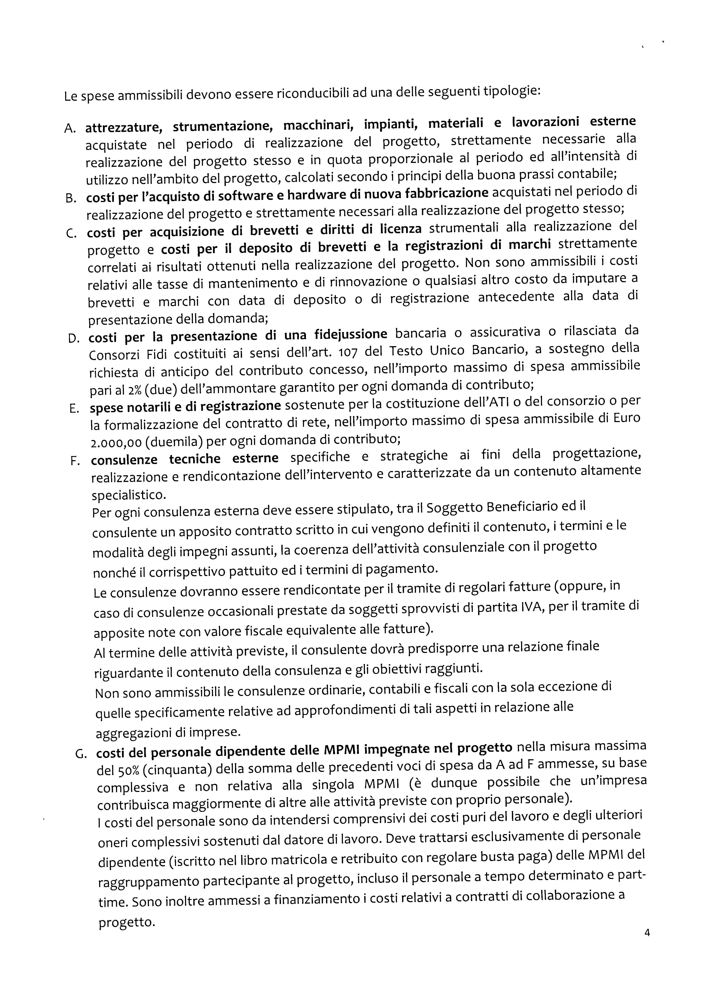 Le spese ammissibili devono essere riconducibili ad una delle seguenti tipologie:
A. attrezzature, strumentazione, macchinari, impianti, materiali e lavorazioni esterne
acquistate nel periodo di realizzazione del progetto, strettamente necessarie alla
realizzazione del progetto stesso e in quota proporzionale al periodo ed all'intensità di
utilizzo nell'ambito del progetto, calcolati secondo i principi della buona prassi contabile;
B. costi per l'acquisto di software e hardware di nuova fabbricazione acquistati nel periodo di
realizzazione del progetto e strettamente necessari alla realizzazione del progetto stesso;
C. costi per acquisizione di brevetti e diritti di licenza strumentali alla realizzazione del
progetto e costi per il deposito di brevetti e la registrazioni di marchi strettamente
correlati ai risultati ottenuti nella realizzazione del progetto. Non sono ammissibili i costi
relativi alle tasse di mantenimento e di rinnovazione o qualsiasi altro costo da imputare a
brevetti e marchi con data di deposito o di registrazione antecedente alla data di
presentazione della domanda;
D. costi per la presentazione di una fidejussione bancaria o assicurativa o rilasciata da
Consorzi Fidi costituiti ai sensi dell'art. 107 del Testo Unico Bancario, a sostegno della
richiesta di anticipo del contributo concesso, nell'importo massimo di spesa ammissibile
pari al 2% (due) dell'ammontare garantito per ogni domanda di contributo;
E. spese notarili e di registrazione sostenute per la costituzione dell'ATI o del consorzio o per
la formalizzazione del contratto di rete, nell'importo massimo di spesa ammissibile di Euro
2.000,00 (duemila) per ogni domanda di contributo;
F. consulenze tecniche esterne specifiche e strategiche ai fini della progettazione,
realizzazione e rendicontazione dell'intervento e caratterizzate da un contenuto altamente
specialistico.
Per ogni consulenza esterna deve essere stipulato, tra il Soggetto Beneficiario ed il
consulente un apposito contratto scritto in cui vengono definiti il contenuto, i termini e le
modalità degli impegni assunti, la coerenza dell'attività consulenziale con il progetto
nonché il corrispettivo pattuito ed i termini di pagamento.
Le consulenze dovranno essere rendicontate per il tramite di regolari fatture (oppure, in
caso di consulenze occasionali prestate da soggetti sprovvisti di partita IVA, per il tramite di
apposite note con valore fiscale equivalente alle fatture).
Al termine delle attività previste, il consulente dovrà predisporre una relazione finale
riguardante il contenuto della consulenza e gli obiettivi raggiunti.
Non sono ammissibili le consulenze ordinarie, contabili e fiscali con la sola eccezione di
quelle specificamente relative ad approfondimenti di tali aspetti in relazione alle
aggregazioni di imprese.
G. costi del personale dipendente delle MPMI impegnate nel progetto nella misura massima
del 50% (cinquanta) della somma delle precedenti voci di spesa da A ad F ammesse, su base
complessiva e non relativa alla singola MPMI (è dunque possibile che un'impresa
contribuisca maggiormente di altre alle attività previste con proprio personale).
I costi del personale sono da intendersi comprensivi dei costi puri del lavoro e degli ulteriori
oneri complessivi sostenuti dal datore di lavoro. Deve trattarsi esclusivamente di personale
dipendente (iscritto nel libro matricola e retribuito con regolare busta paga) delle MPMI del
raggruppamento partecipante al progetto, incluso il personale a tempo determinato e part-
time. Sono inoltre ammessi a finanziamento i costi relativi a contratti di collaborazione a
progetto.
4